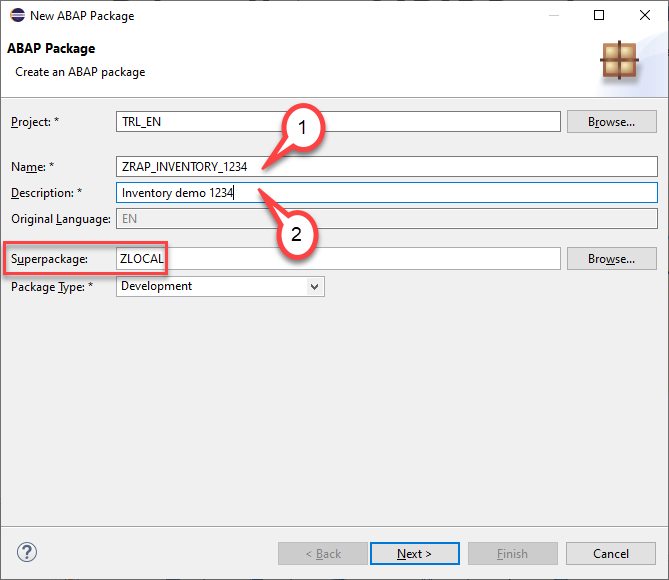 New ABAP Package
ABAP Package
Create an ABAP package
Project: * TRL_EN Browse...
1
Name: * ZRAP_INVENTORY_1234
Description: * Inventory demo 1234
Original Language: EN
2
Superpackage: ZLOCAL Browse...
Package Type: * Development
? < Back Next > Finish Cancel